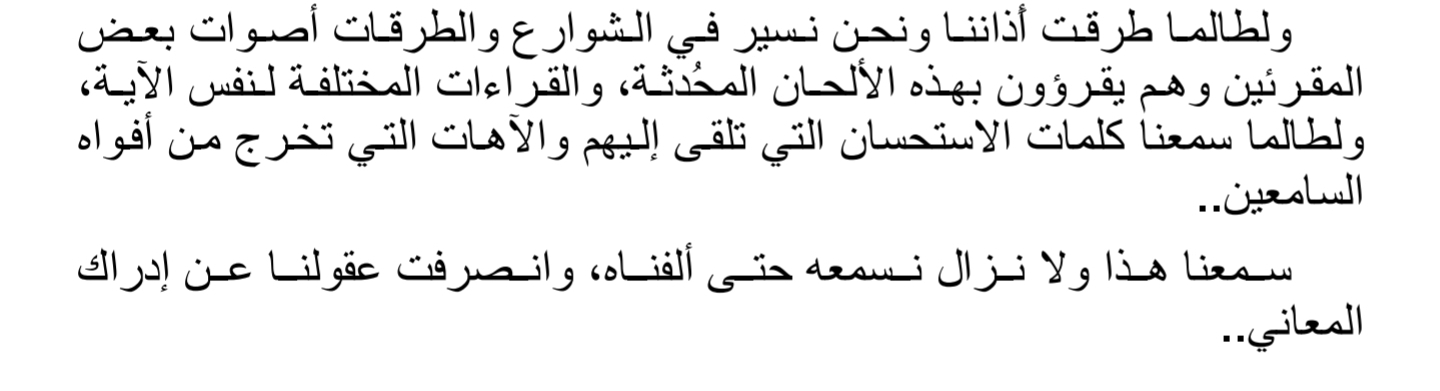 ولطالما طرقت أذاننا ونحن نسير في الشوارع والطرقات أصوات بعض
المقرئين وهم يقرؤون بهذه الألحان المحُدثة، والقراءات المختلفة لنفس الآية،
ولطالما سمعنا كلمات الاستحسان التي تلقى إليهم والآهات التي تخرج من أفواه
السامعين..
سمعنا هذا ولا نزال نسمعه حتى ألفناه، وانصرفت عقولنا عن إدراك
المعاني..